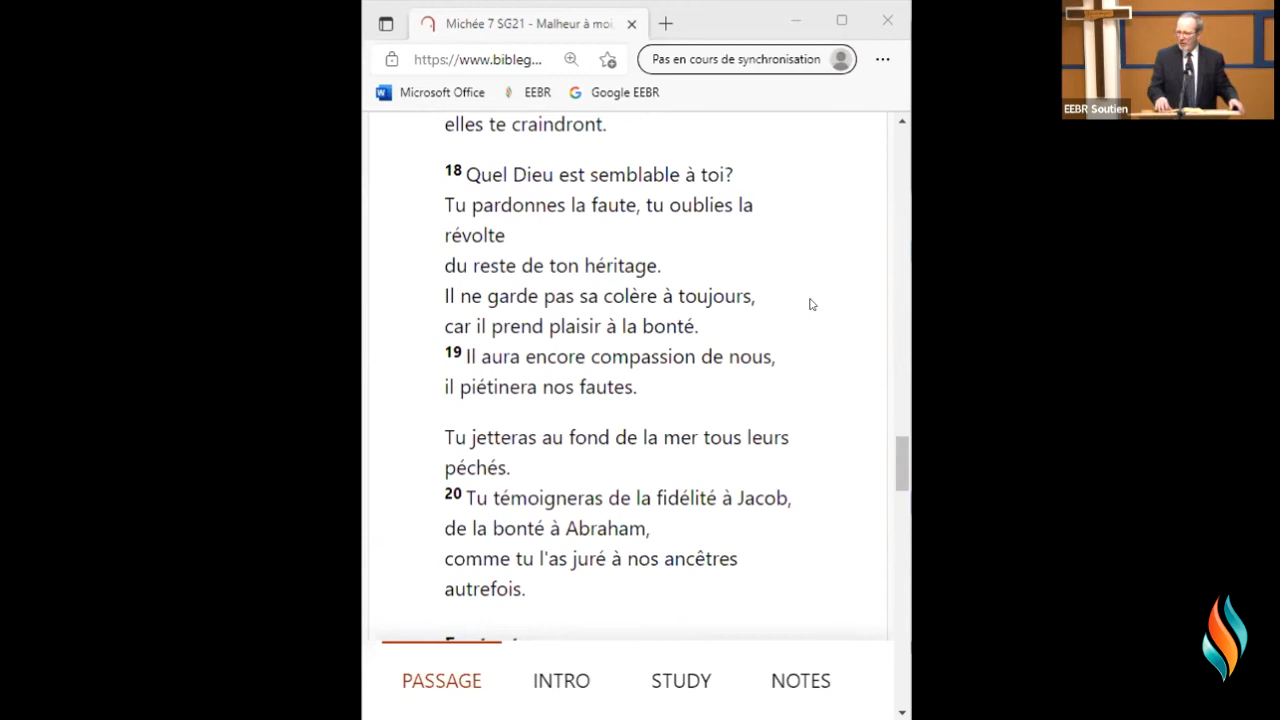 Michée 7 SG21 - Malheur à moi
https://www.bibleg...
Pas en cours de synchronisation
Microsoft Office
EEBR
Google EEBR
EEBR Soutien
elles te craindront.
18 Quel Dieu est semblable à toi?
Tu pardonnes la faute, tu oublies la
révolte
du reste de ton héritage.
Il ne garde pas sa colère à toujours,
car il prend plaisir à la bonté.
19 Il aura encore compassion de nous,
il piétinera nos fautes.
Tu jetteras au fond de la mer tous leurs
péchés.
20 Tu témoigneras de la fidélité à Jacob,
de la bonté à Abraham,
comme tu l'as juré à nos ancêtres
autrefois.
PASSAGE
INTRO
STUDY
NOTES